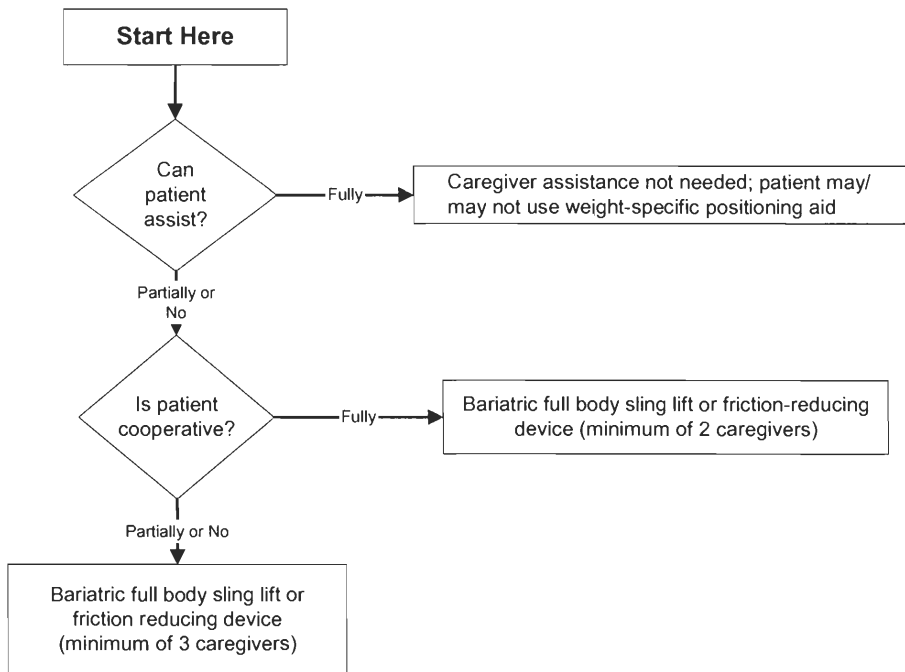 Start Here
Can
patient
assist?
Fully
Caregiver assistance not needed; patient may/
may not use weight-specific positioning aid
Partially or
No
Is patient
cooperative?
Fully
Bariatric full body sling lift or friction-reducing
device (minimum of 2 caregivers)
Partially or No
Bariatric full body sling lift or
friction reducing device
(minimum of 3 caregivers)